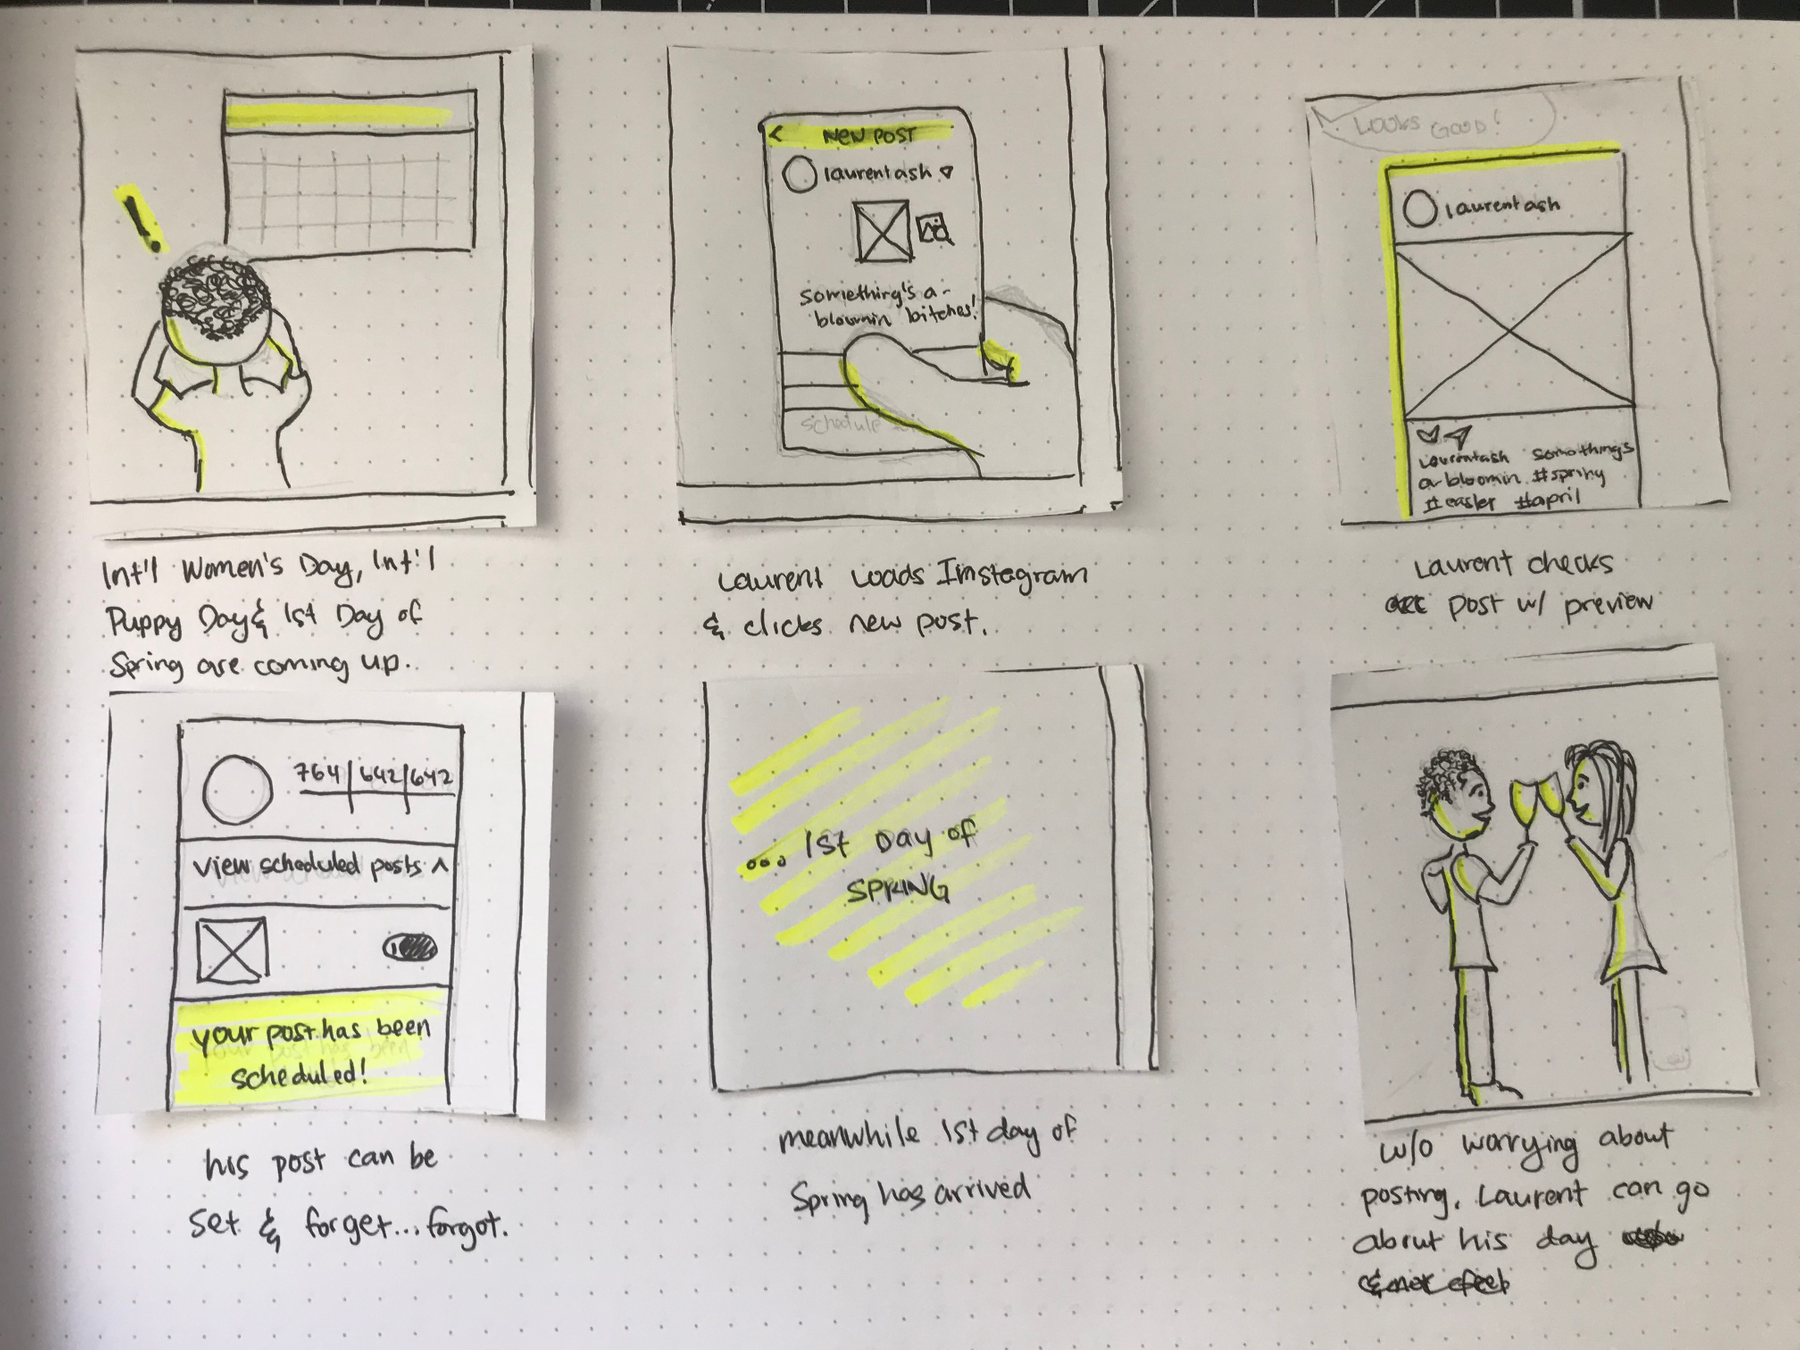 NEW POST
<
laurentash
something's a-
bloomin bitches!
schedule
LOOKS GOOD!
laurentash
laurentash somethings
a-bloomin #spring
#easter #april
Int'l Women's Day, Int'l
Puppy Day & 1st Day of
Spring are coming up..
Laurent Loads Instagram
& clicks new post.
Laurent checks
post w/ preview
764 | 642 | 642
view scheduled posts ^
your post has been
scheduled!
... 1st Day of
SPRING
his post can be
set & forget...forgot.
meanwhile 1st day of
Spring has arrived
w/o worrying about
posting, Laurent can go
about his day